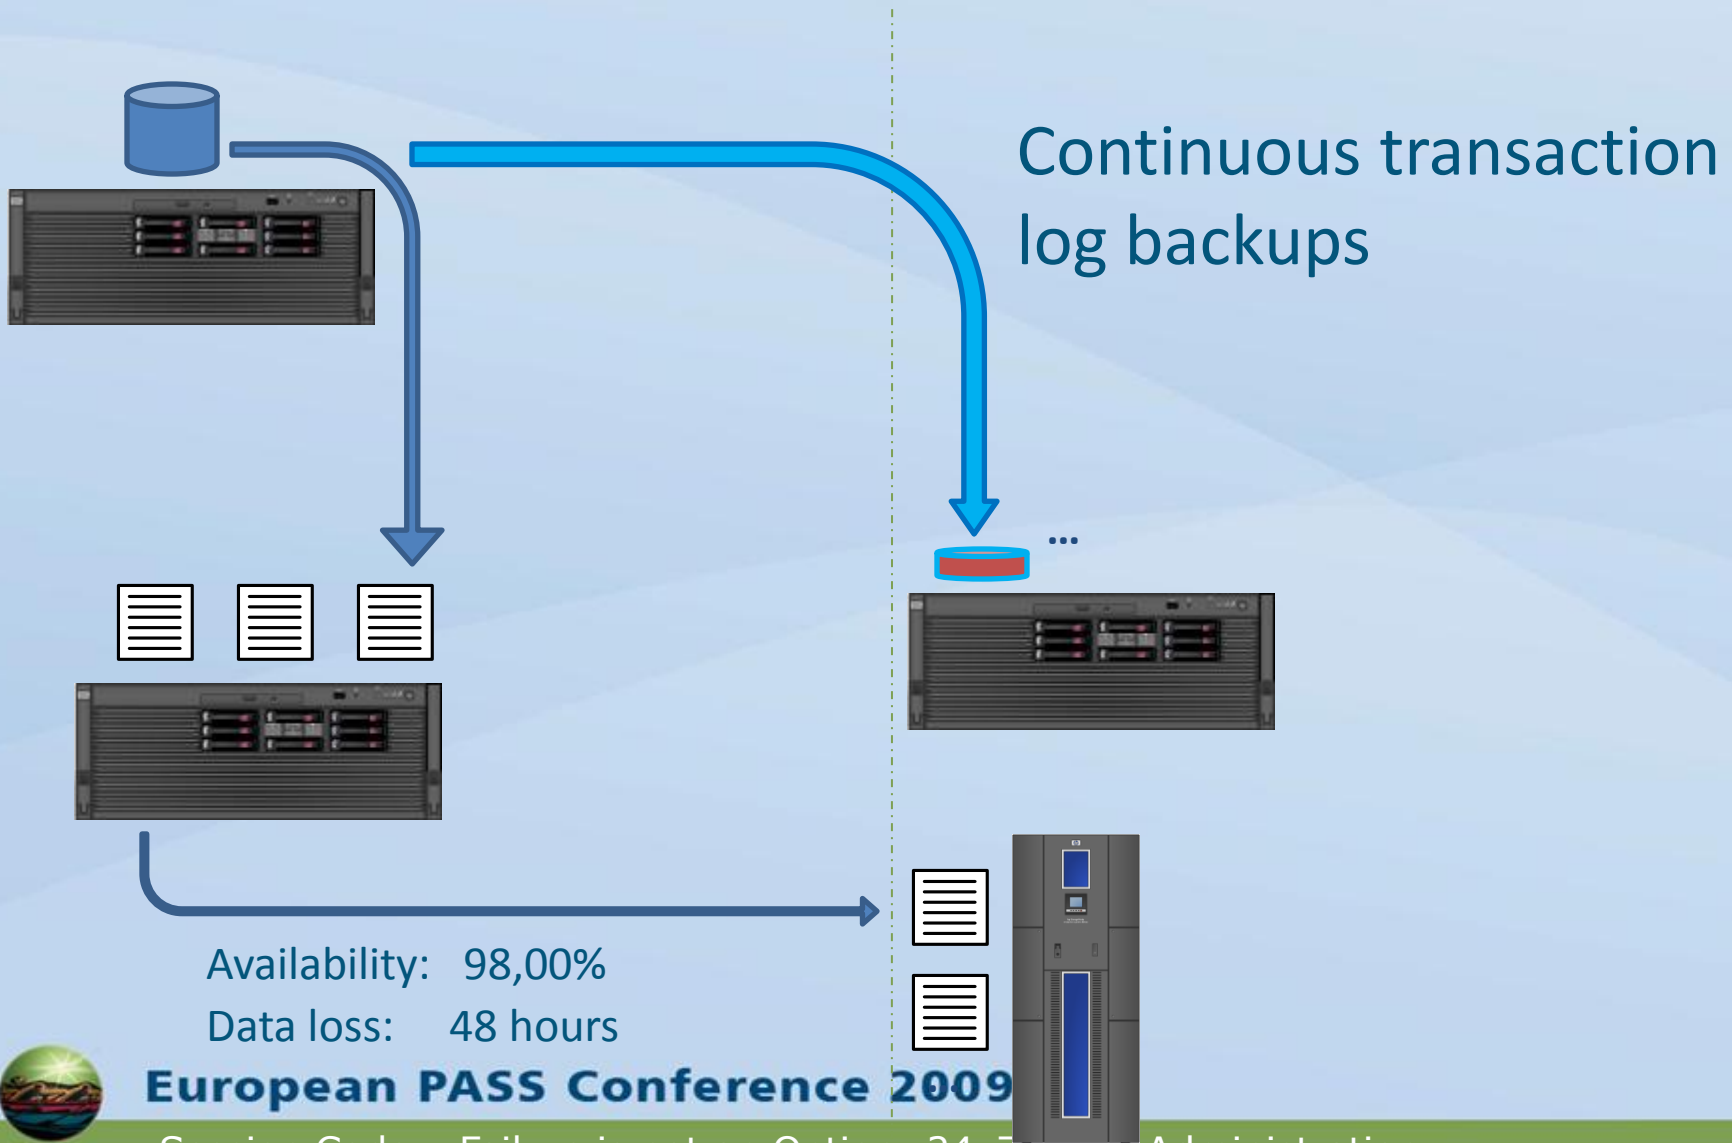 Continuous transaction
log backups
...
Availability: 98,00%
Data loss: 48 hours
...
European PASS Conference 2009